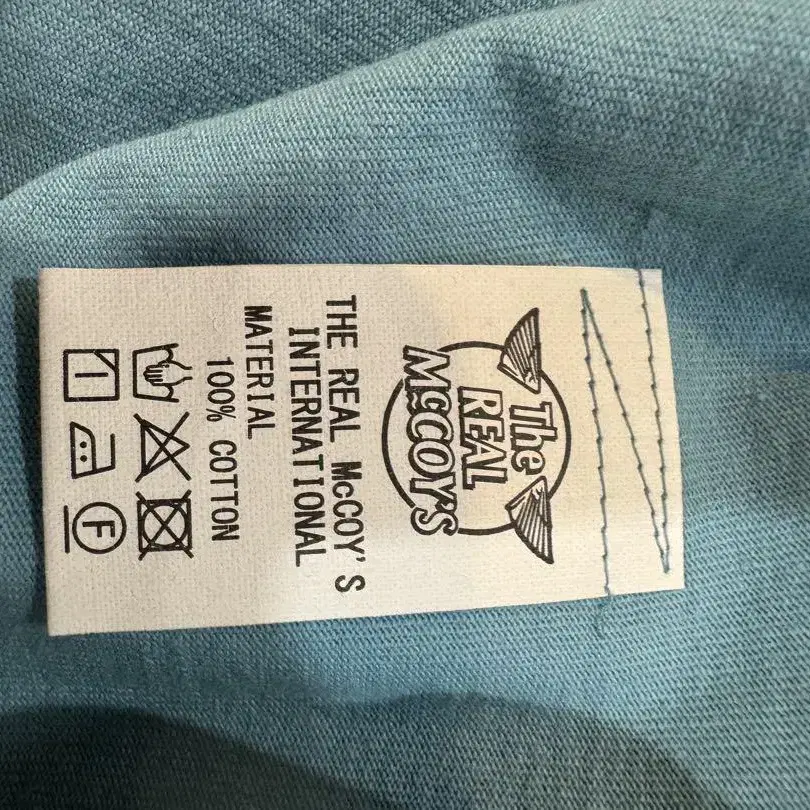 The
REAL
McCOY'S
THE REAL McCOY'S
INTERNATIONAL
MATERIAL
100% COTTON
F